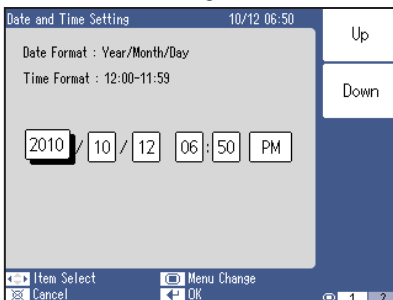 Date and Time Setting 10/12 06:50
Up
Date Format : Year/Month/Day
Time Format : 12:00-11:59
Down
2010 / 10 / 12 06 : 50 PM
Item Select Menu Change
Cancel OK
1 2